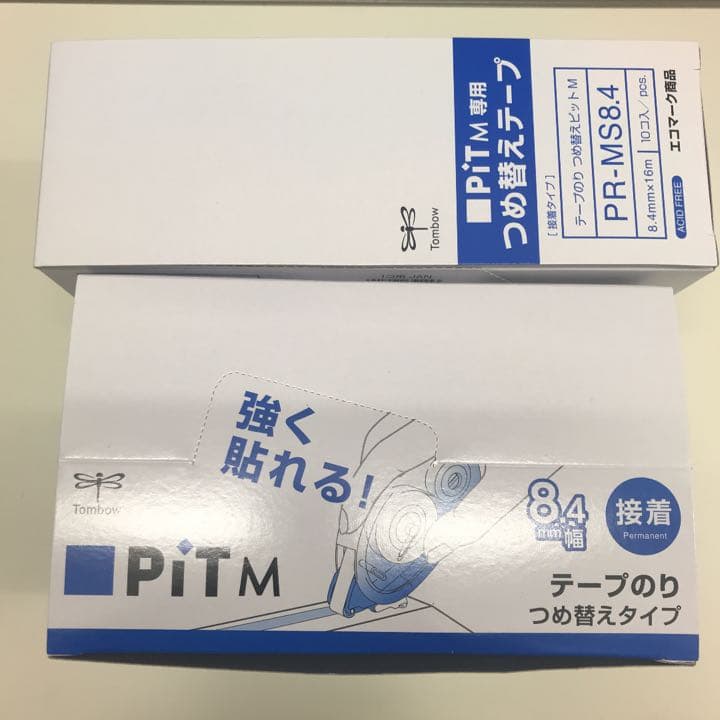 PiT M 専用
つめ替えテープ
[ 接着タイプ ]
テープのり つめ替えピットM
PR-MS8.4
8.4mm×16m 10コ入/pcs.
ACID FREE エコマーク商品
Tombow
強く
貼れる!
Tombow
PiT M
8.4
mm幅
接着
Permanent
テープのり
つめ替えタイプ